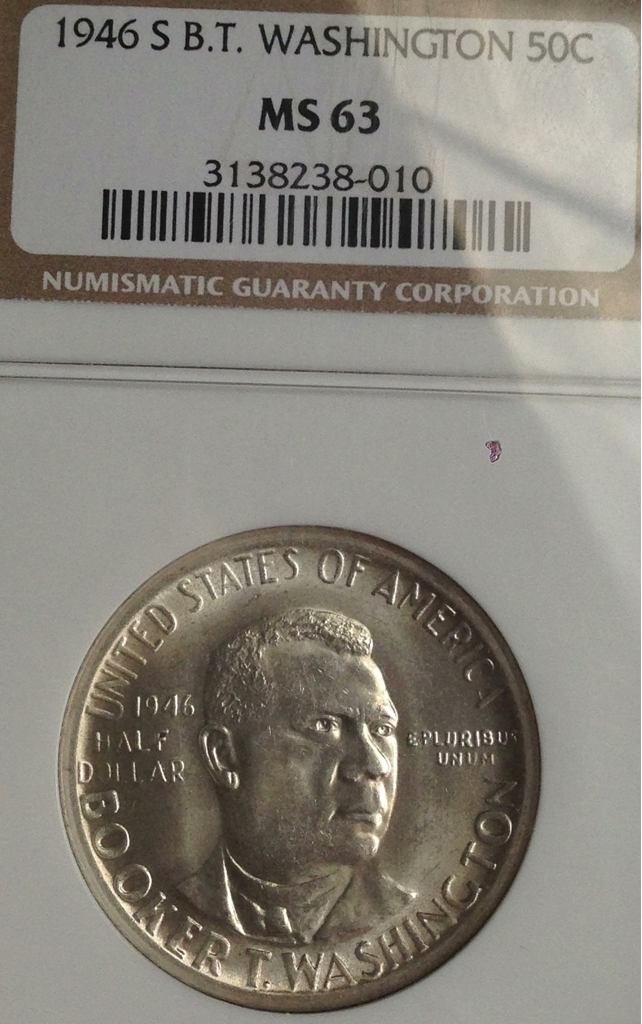 1946 S B.T. WASHINGTON 50C
MS 63
3138238-010
NUMISMATIC GUARANTY CORPORATION
UNITED STATES OF AMERICA
1946
HALF
DOLLAR
E PLURIBUS
UNUM
BOOKER T. WASHINGTON